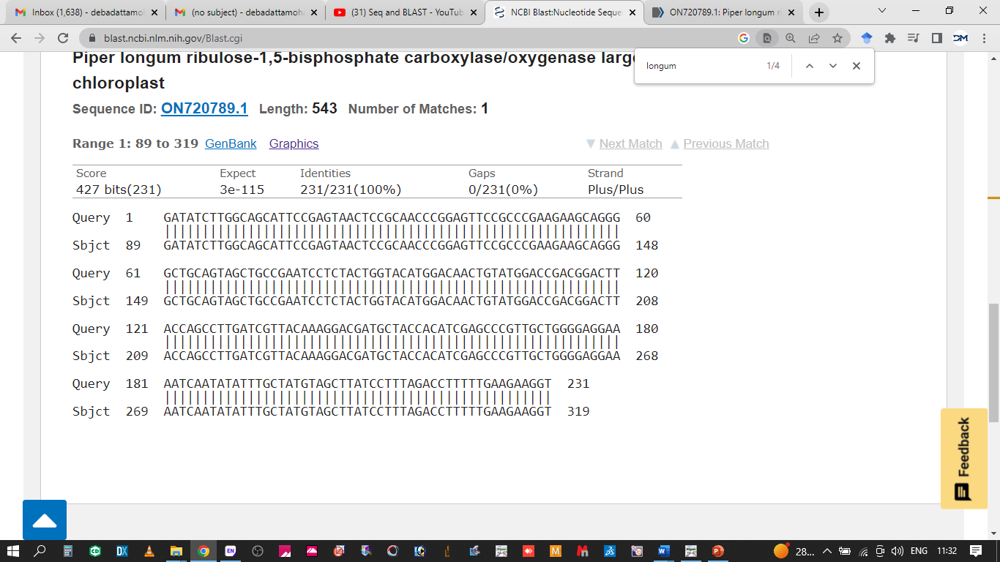 Inbox (1,638) - debadattamoh
(no subject) - debadattamoha
(31) Seq and BLAST - YouTub
NCBI Blast:Nucleotide Seque
ON720789.1: Piper longum r
blast.ncbi.nlm.nih.gov/Blast.cgi
longum 1/4
Piper longum ribulose-1,5-bisphosphate carboxylase/oxygenase larg
chloroplast
Sequence ID: ON720789.1 Length: 543 Number of Matches: 1
Range 1: 89 to 319 GenBank Graphics ▼ Next Match ▲ Previous Match
Score Expect Identities Gaps Strand
427 bits(231) 3e-115 231/231(100%) 0/231(0%) Plus/Plus
Query 1 GATATCTTGGCAGCATTCCGAGTAACTCCGCAACCCGGAGTTCCGCCCGAAGAAGCAGGG 60
Sbjct 89 GATATCTTGGCAGCATTCCGAGTAACTCCGCAACCCGGAGTTCCGCCCGAAGAAGCAGGG 148
Query 61 GCTGCAGTAGCTGCCGAATCCTCTACTGGTACATGGACAACTGTATGGACCGACGGACTT 120
Sbjct 149 GCTGCAGTAGCTGCCGAATCCTCTACTGGTACATGGACAACTGTATGGACCGACGGACTT 208
Query 121 ACCAGCCTTGATCGTTACAAAGGACGATGCTACCACATCGAGCCCGTTGCTGGGGAGGAA 180
Sbjct 209 ACCAGCCTTGATCGTTACAAAGGACGATGCTACCACATCGAGCCCGTTGCTGGGGAGGAA 268
Query 181 AATCAATATATTTGCTATGTAGCTTATCCTTTAGACCTTTTTGAAGAAGGT 231
Sbjct 269 AATCAATATATTTGCTATGTAGCTTATCCTTTAGACCTTTTTGAAGAAGGT 319
Feedback
28... ENG 11:32